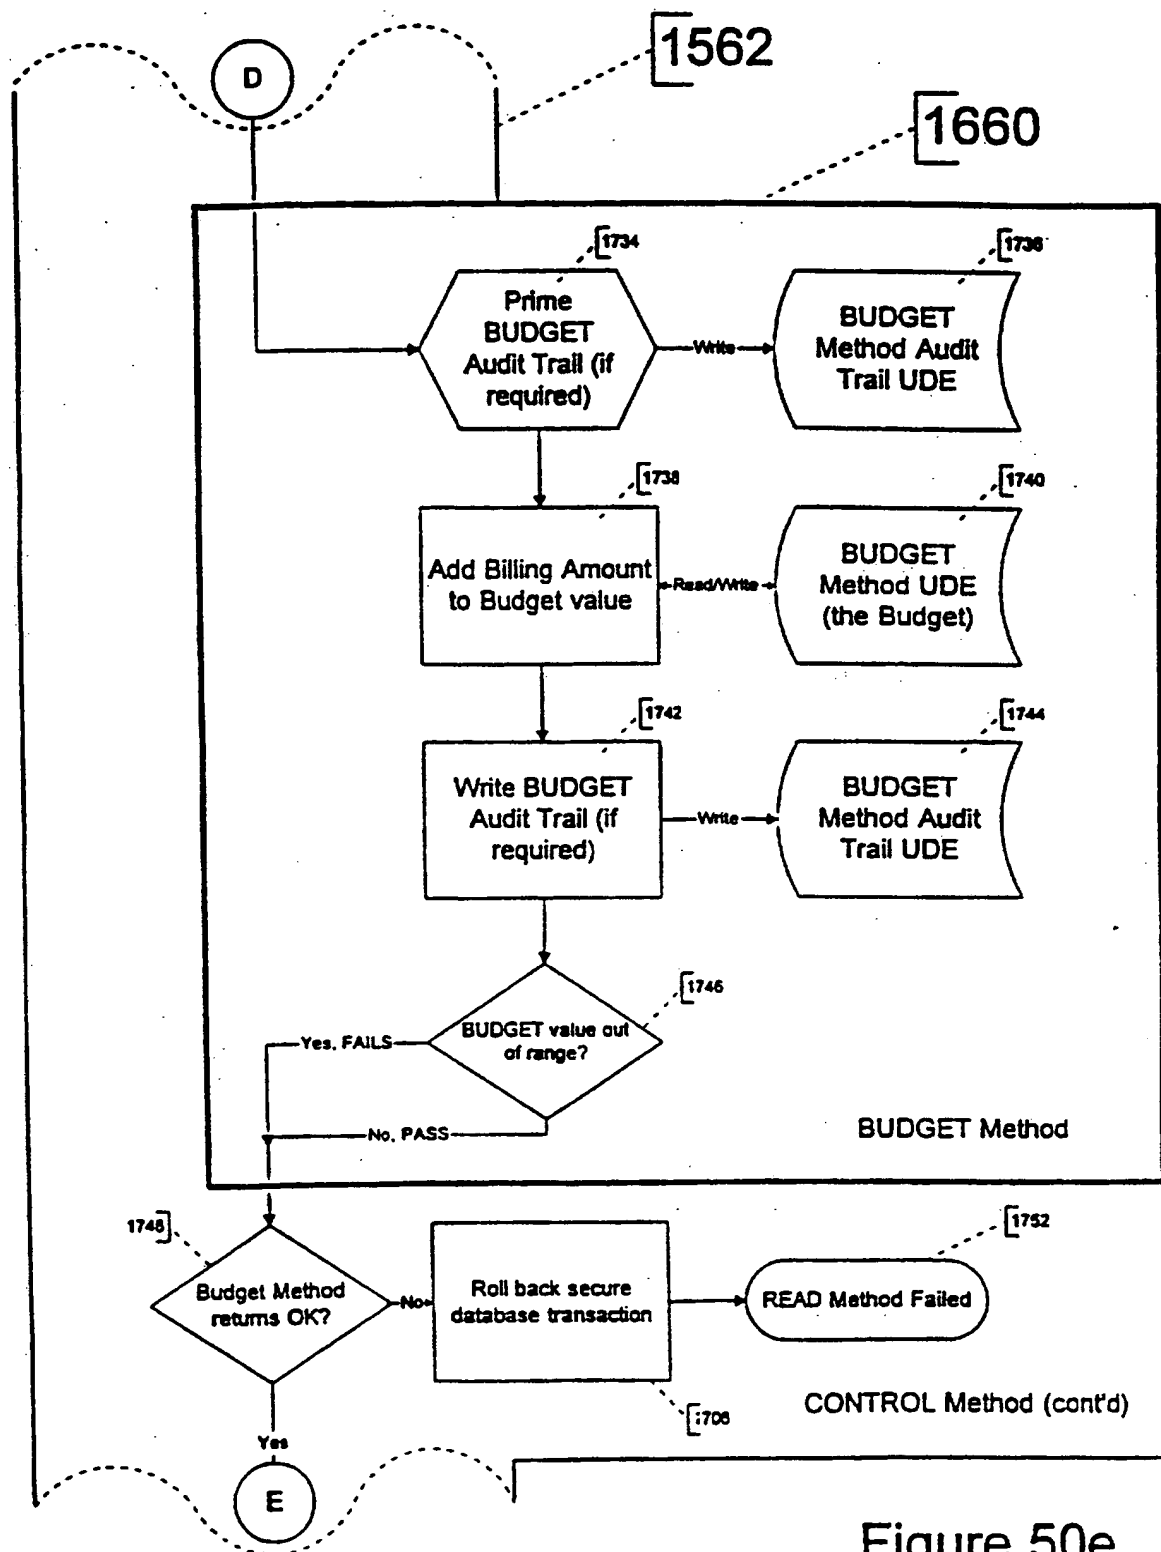 1562
D
1660
1734
1736
Prime
BUDGET
Audit Trail (if
required)
Write
BUDGET
Method Audit
Trail UDE
1738
1740
Add Billing Amount
to Budget value
Read/Write
BUDGET
Method UDE
(the Budget)
1742
1744
Write BUDGET
Audit Trail (if
required)
Write
BUDGET
Method Audit
Trail UDE
1746
BUDGET value out
of range?
Yes, FAILS
No, PASS
BUDGET Method
1748
1752
Budget Method
returns OK?
No
Roll back secure
database transaction
READ Method Failed
CONTROL Method (cont'd)
Yes
E
Figure 50e